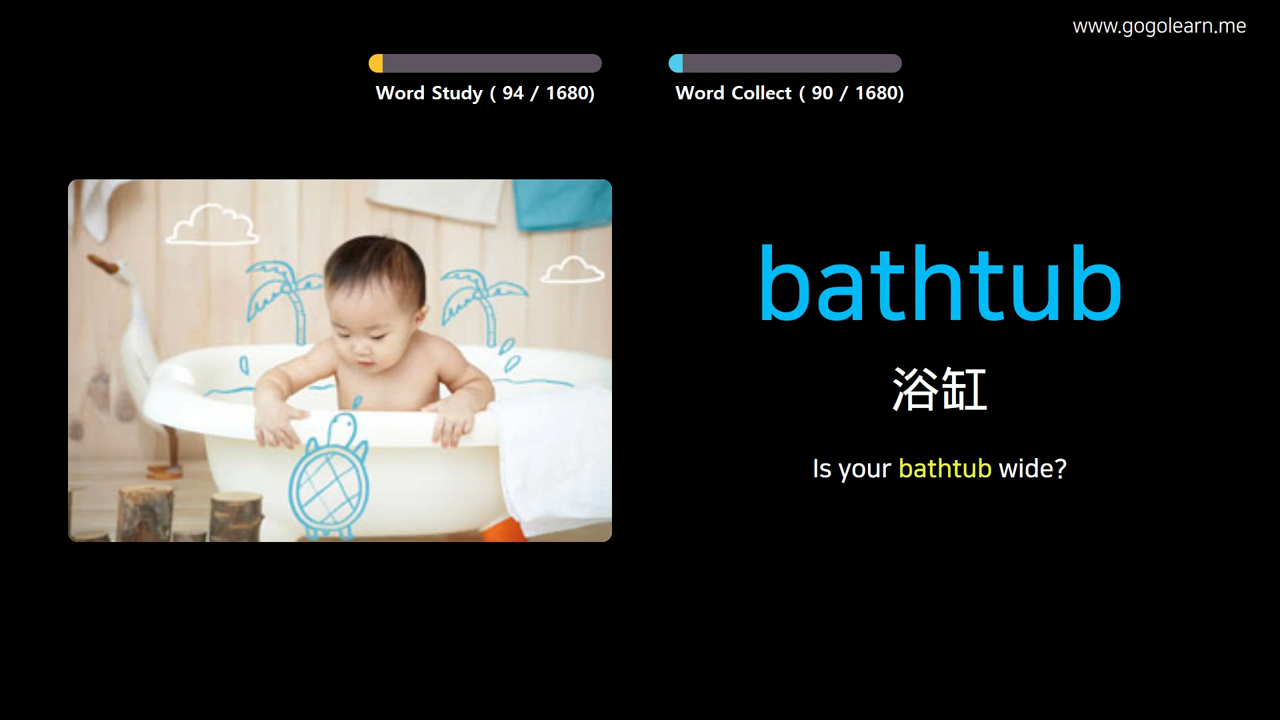 www.gogolearn.me
Word Study ( 94 / 1680)
Word Collect ( 90 / 1680)
bathtub
浴缸
Is your bathtub wide?